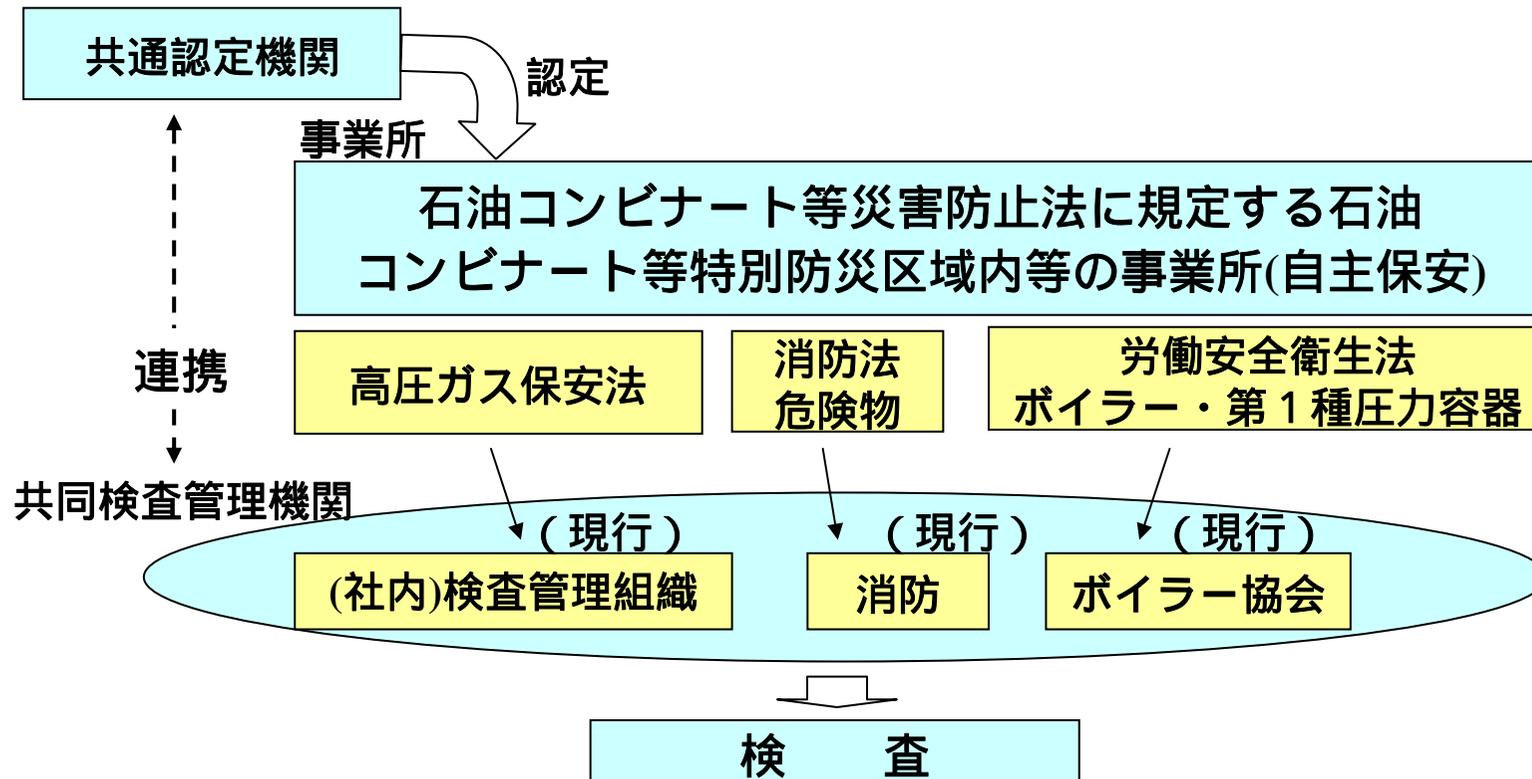 共通認定機関
認定
事業所
石油コンビナート等災害防止法に規定する石油
コンビナート等特別防災区域内等の事業所(自主保安)
連携
高圧ガス保安法
消防法
危険物
労働安全衛生法
ボイラー・第１種圧力容器
共同検査管理機関
（現行）
（現行）
（現行）
(社内)検査管理組織
消防
ボイラー協会
検　査